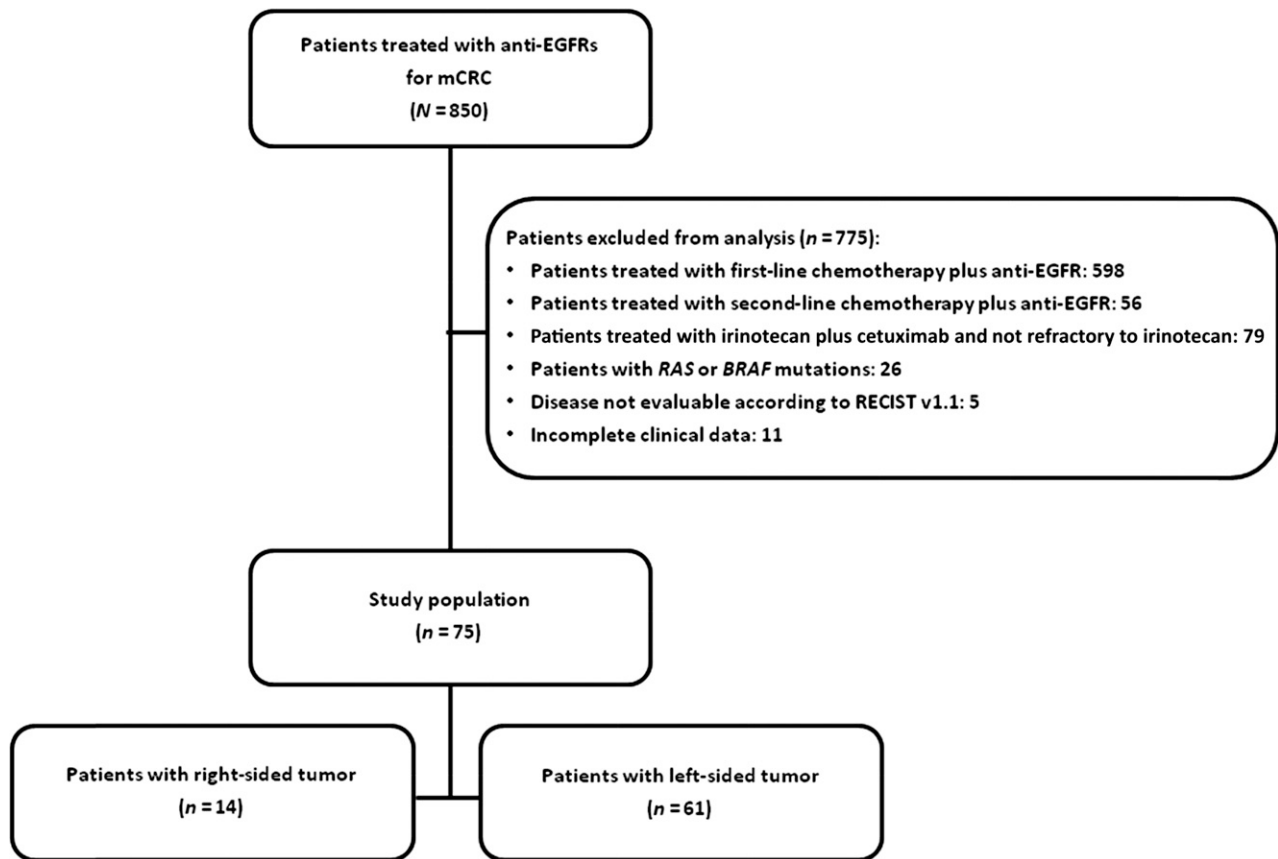 Patients treated with anti-EGFRs
for mCRC
(N = 850)
Patients excluded from analysis (n = 775):
• Patients treated with first-line chemotherapy plus anti-EGFR: 598
• Patients treated with second-line chemotherapy plus anti-EGFR: 56
• Patients treated with irinotecan plus cetuximab and not refractory to irinotecan: 79
• Patients with RAS or BRAF mutations: 26
• Disease not evaluable according to RECIST v1.1: 5
• Incomplete clinical data: 11
Study population
(n = 75)
Patients with right-sided tumor
(n = 14)
Patients with left-sided tumor
(n = 61)